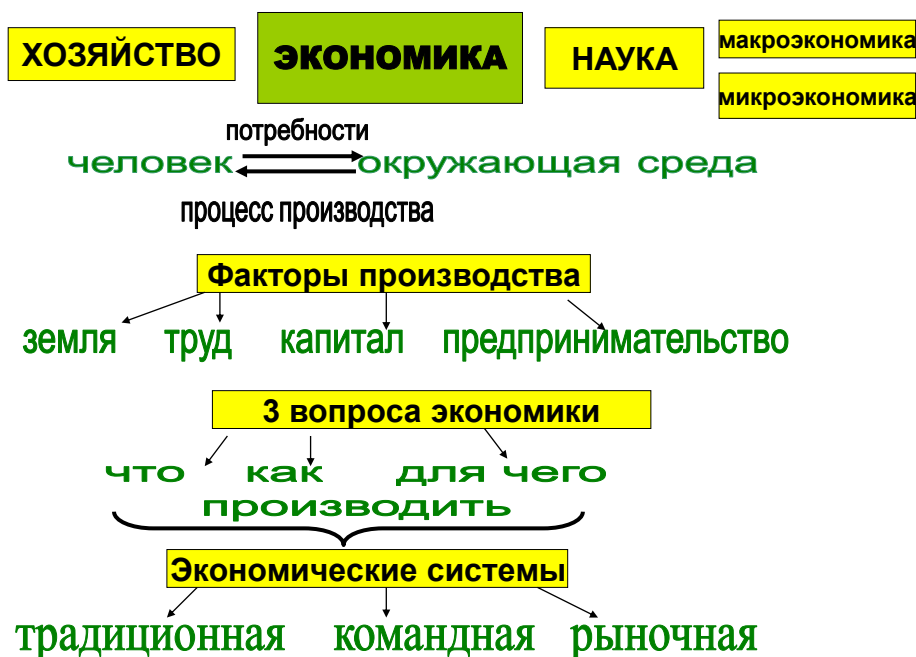 ХОЗЯЙСТВО
ЭКОНОМИКА
НАУКА
макроэкономика
микроэкономика
потребности
человек
окружающая среда
процесс производства
Факторы производства
земля труд капитал предпринимательство
3 вопроса экономики
что как для чего
производить
Экономические системы
традиционная командная рыночная